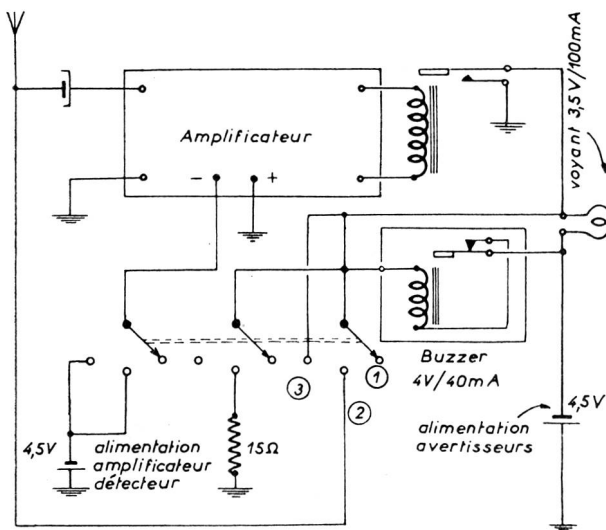 Amplificateur
- +
voyant 3,5V/100mA
Buzzer
4V/40mA
1
2
3
4,5V
alimentation
amplificateur
détecteur
15Ω
4,5V
alimentation
avertisseurs